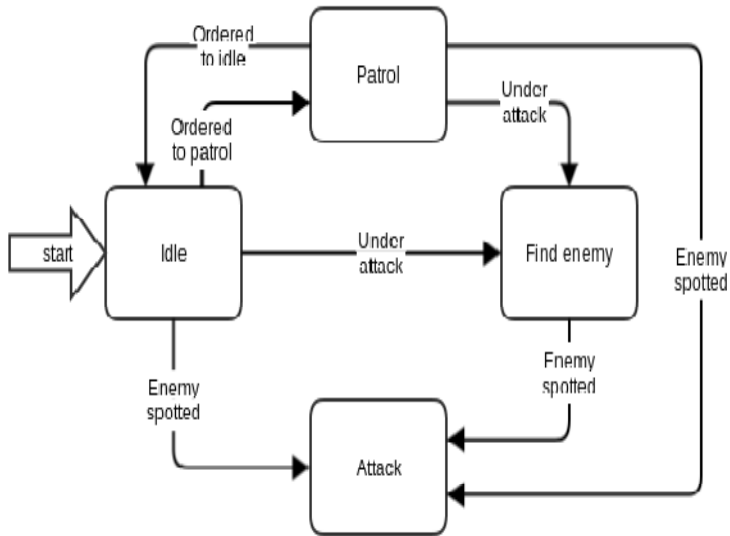 Ordered
to idle
Patrol
Under
attack
Ordered
to patrol
start
Idle
Under
attack
Find enemy
Enemy
spotted
Enemy
spotted
Enemy
spotted
Attack